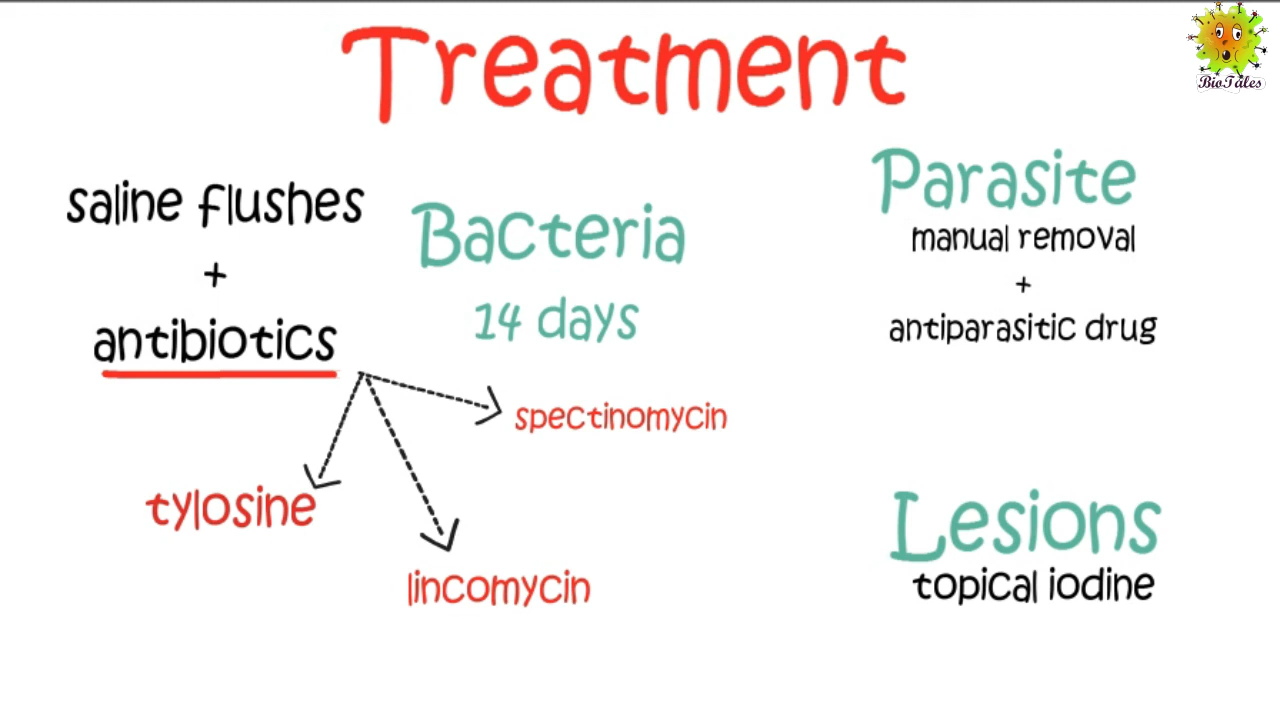 Treatment
BioTales
saline flushes
+
antibiotics
Bacteria
14 days
spectinomycin
tylosine
lincomycin
Parasite
manual removal
+
antiparasitic drug
Lesions
topical iodine